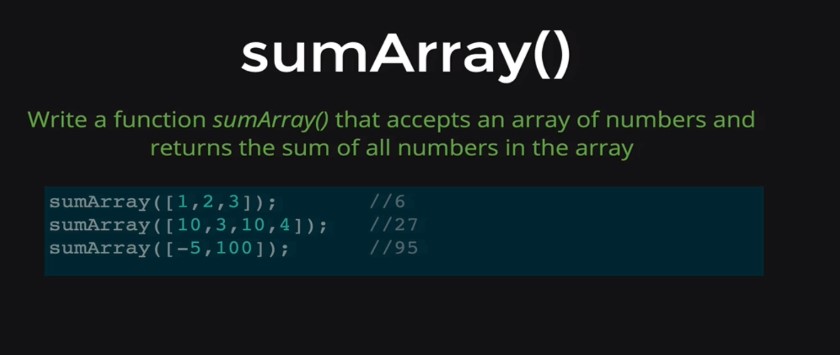 sumArray()
Write a function sumArray() that accepts an array of numbers and
returns the sum of all numbers in the array
sumArray([1,2,3]); //6
sumArray([10,3,10,4]); //27
sumArray([-5,100]); //95